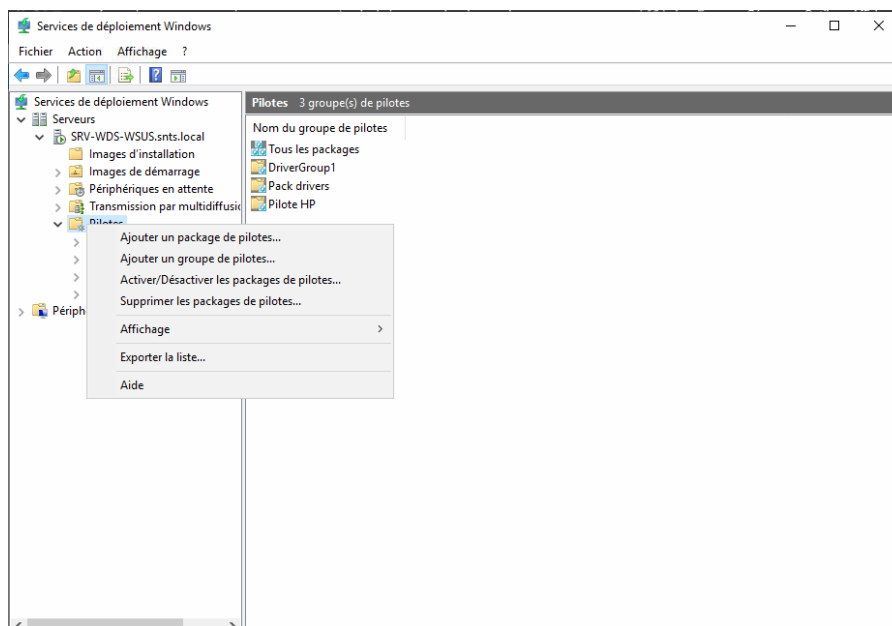 Services de déploiement Windows
Fichier Action Affichage ?
Services de déploiement Windows
Serveurs
SRV-WDS-WSUS.snts.local
Images d'installation
Images de démarrage
Périphériques en attente
Transmission par multidiffusi
Pilotes
Périph
Pilotes 3 groupe(s) de pilotes
Nom du groupe de pilotes
Tous les packages
DriverGroup1
Pack drivers
Pilote HP
Ajouter un package de pilotes...
Ajouter un groupe de pilotes...
Activer/Désactiver les packages de pilotes...
Supprimer les packages de pilotes...
Affichage
Exporter la liste...
Aide